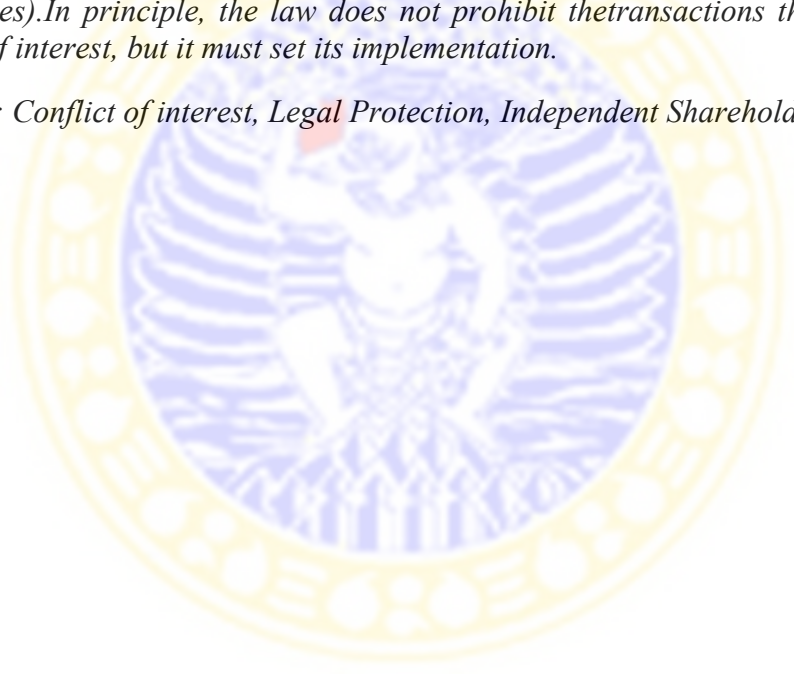 es).In principle, the law does not prohibit thetransactions th
f interest, but it must set its implementation.
: Conflict of interest, Legal Protection, Independent Sharehold